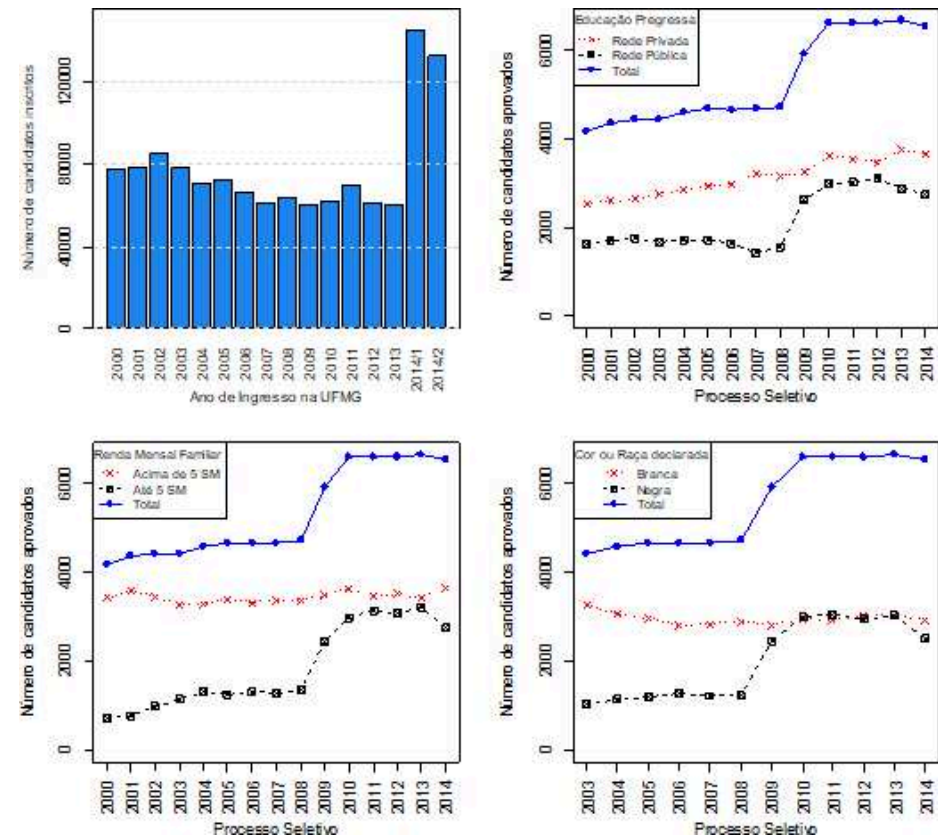 Número de candidatos inscritos
0 40000 80000 120000
2000 2001 2002 2003 2004 2005 2006 2007 2008 2009 2010 2011 2012 2013 2014/1 2014/2
Ano de Ingresso na UFMG
Educação Pregressa
Rede Privada
Rede Pública
Total
Número de candidatos aprovados
0 2000 4000 6000
2000 2001 2002 2003 2004 2005 2006 2007 2008 2009 2010 2011 2012 2013 2014
Processo Seletivo
Renda Mensal Familiar
Acima de 5 SM
Até 5 SM
Total
Número de candidatos aprovados
0 2000 4000 6000
2000 2001 2002 2003 2004 2005 2006 2007 2008 2009 2010 2011 2012 2013 2014
Processo Seletivo
Cor ou Raça declarada
Branca
Negra
Total
Número de candidatos aprovados
0 2000 4000 6000
2003 2004 2005 2006 2007 2008 2009 2010 2011 2012 2013 2014
Processo Seletivo